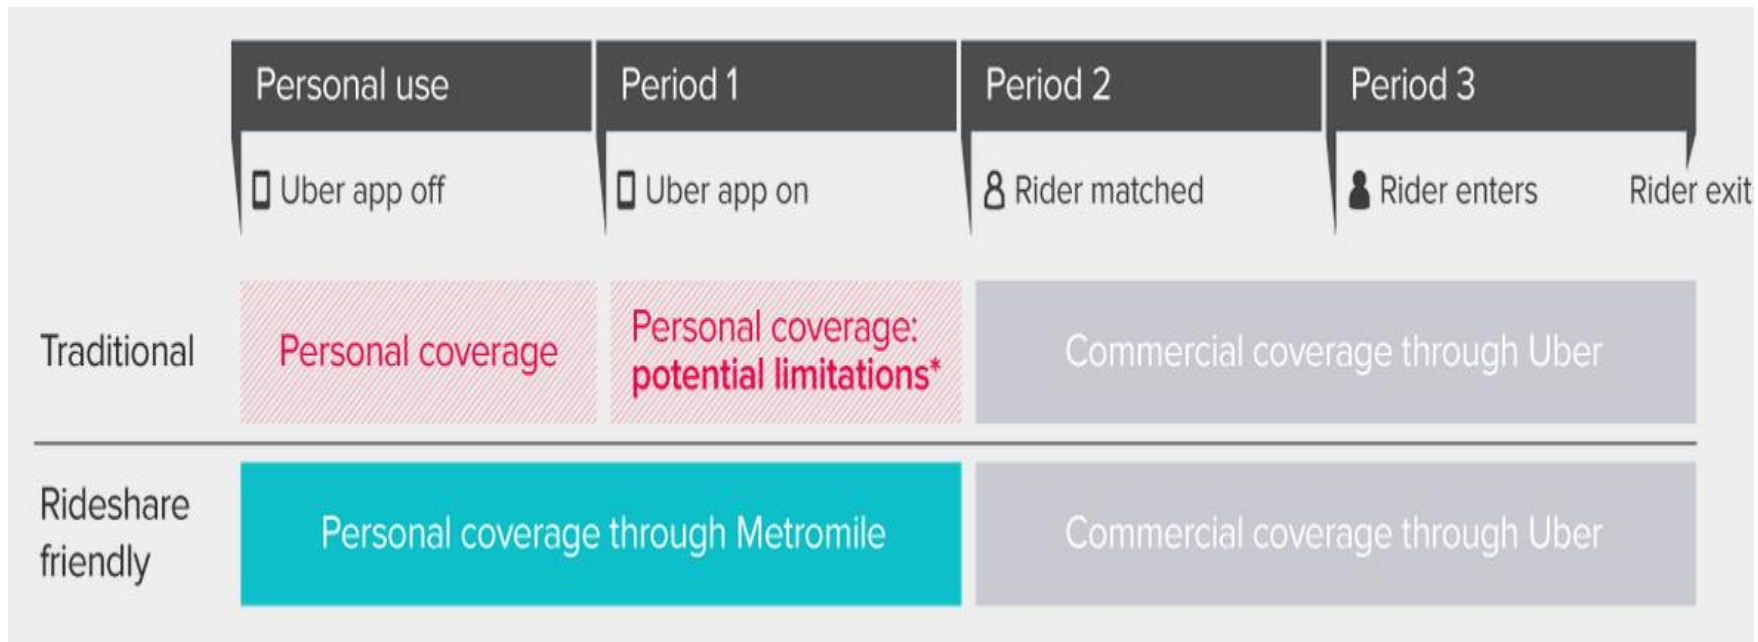 Personal use
Period 1
Period 2
Period 3
Uber app off
Uber app on
Rider matched
Rider enters
Rider exit
Traditional
Personal coverage
Personal coverage:
potential limitations*
Commercial coverage through Uber
Rideshare
friendly
Personal coverage through Metromile
Commercial coverage through Uber